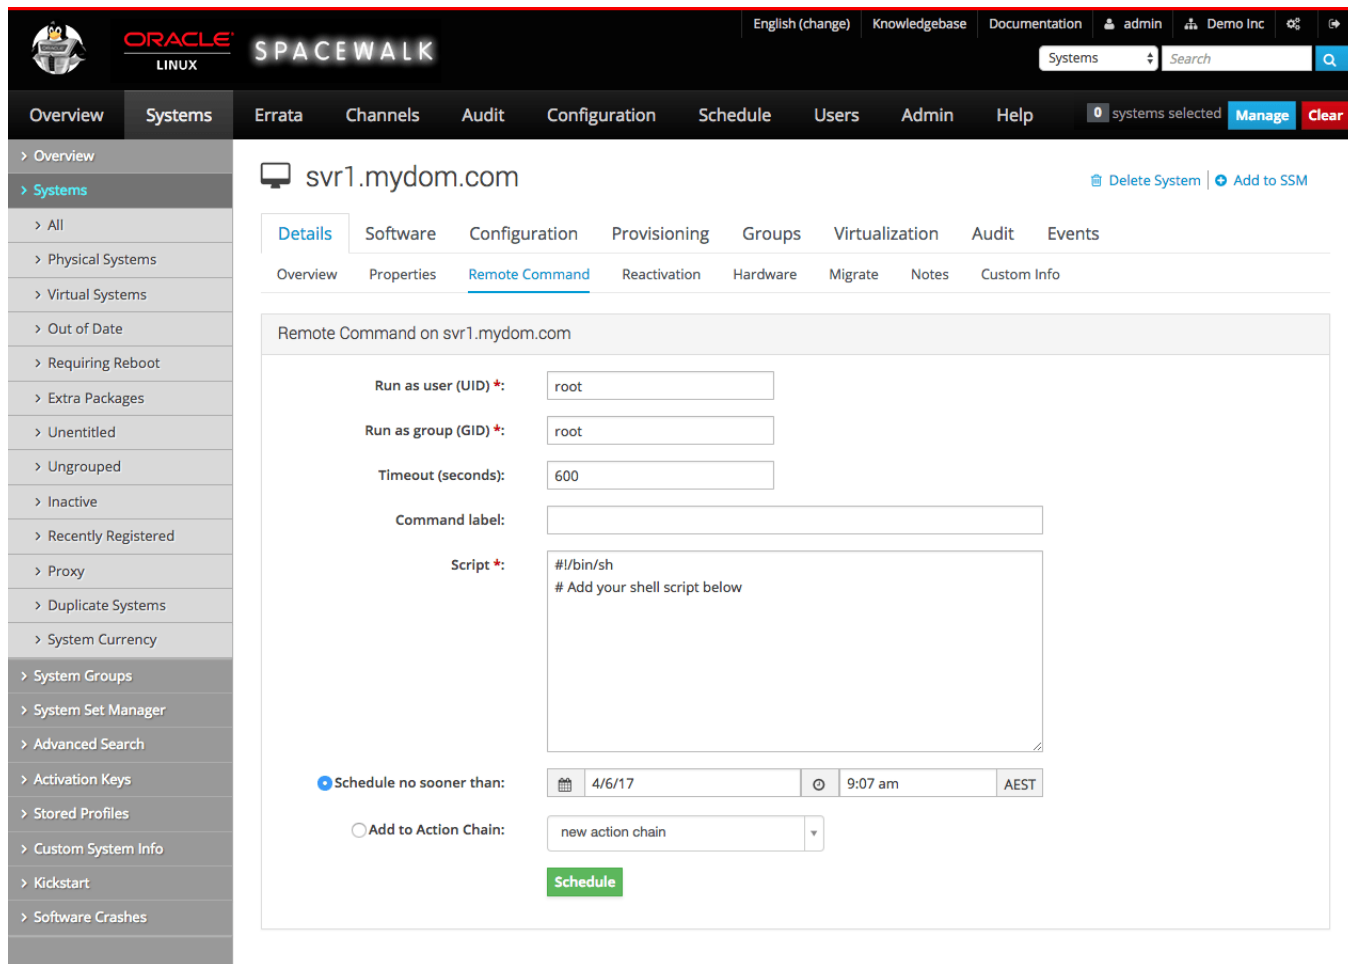 English (change) Knowledgebase Documentation admin Demo Inc
ORACLE
LINUX
SPACEWALK
Systems Search
Overview Systems Errata Channels Audit Configuration Schedule Users Admin Help 0 systems selected Manage Clear
> Overview
> Systems
> All
> Physical Systems
> Virtual Systems
> Out of Date
> Requiring Reboot
> Extra Packages
> Unentitled
> Ungrouped
> Inactive
> Recently Registered
> Proxy
> Duplicate Systems
> System Currency
> System Groups
> System Set Manager
> Advanced Search
> Activation Keys
> Stored Profiles
> Custom System Info
> Kickstart
> Software Crashes
svr1.mydom.com
Delete System | Add to SSM
Details Software Configuration Provisioning Groups Virtualization Audit Events
Overview Properties Remote Command Reactivation Hardware Migrate Notes Custom Info
Remote Command on svr1.mydom.com
Run as user (UID) *: root
Run as group (GID) *: root
Timeout (seconds): 600
Command label:
Script *: #!/bin/sh
# Add your shell script below
Schedule no sooner than: 4/6/17 9:07 am AEST
Add to Action Chain: new action chain
Schedule